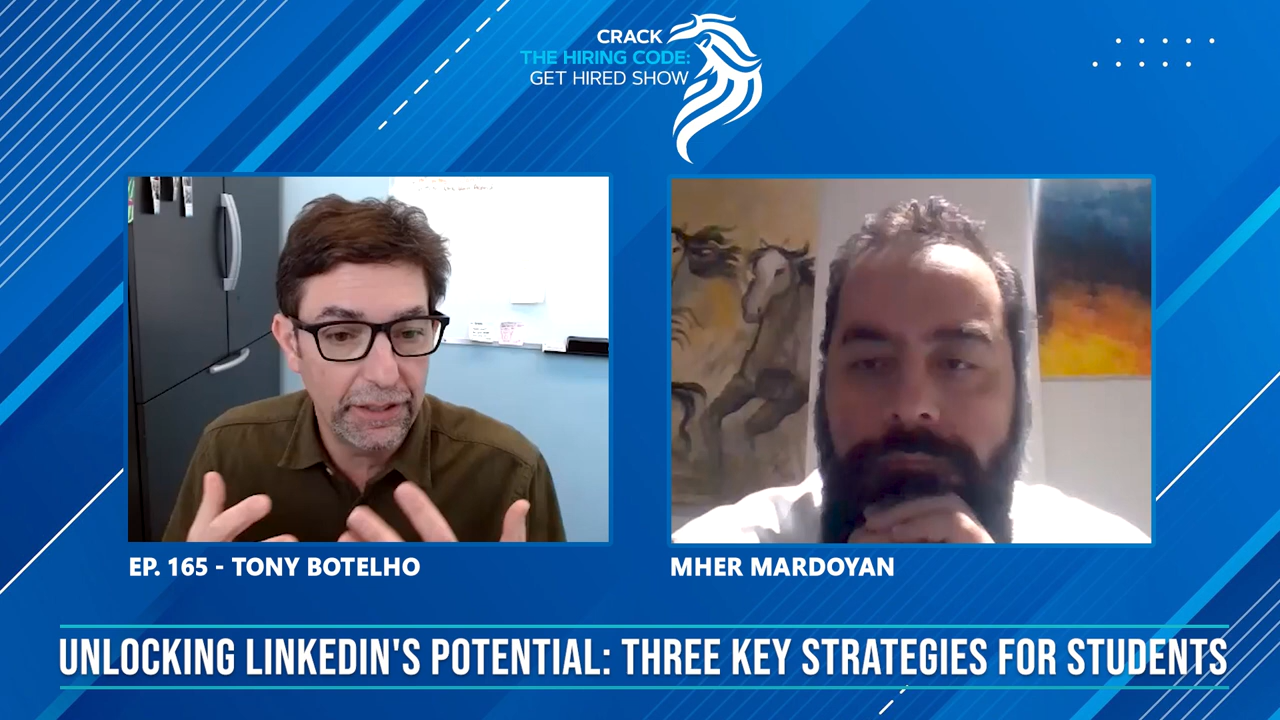 CRACK
THE HIRING CODE:
GET HIRED SHOW
EP. 165 - TONY BOTELHO
MHER MARDOYAN
UNLOCKING LINKEDIN'S POTENTIAL: THREE KEY STRATEGIES FOR STUDENTS